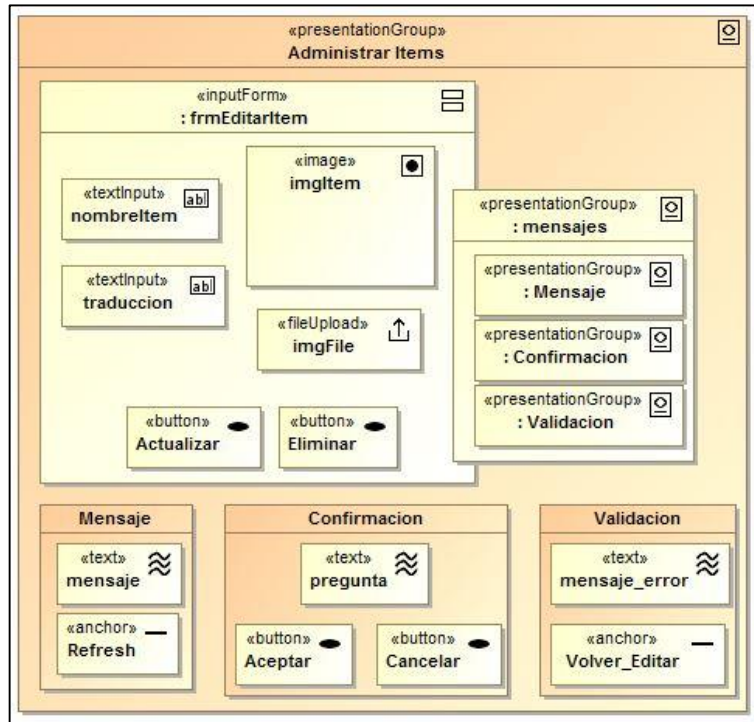 «presentationGroup»
Administrar Items
«inputForm»
: frmEditarItem
«textInput»
nombreItem
abl
«image»
imgItem
«textInput»
traduccion
abl
«fileUpload»
imgFile
«button»
Actualizar
«button»
Eliminar
«presentationGroup»
: mensajes
«presentationGroup»
: Mensaje
«presentationGroup»
: Confirmacion
«presentationGroup»
: Validacion
Mensaje
«text»
mensaje
«anchor»
Refresh
Confirmacion
«text»
pregunta
«button»
Aceptar
«button»
Cancelar
Validacion
«text»
mensaje_error
«anchor»
Volver_Editar